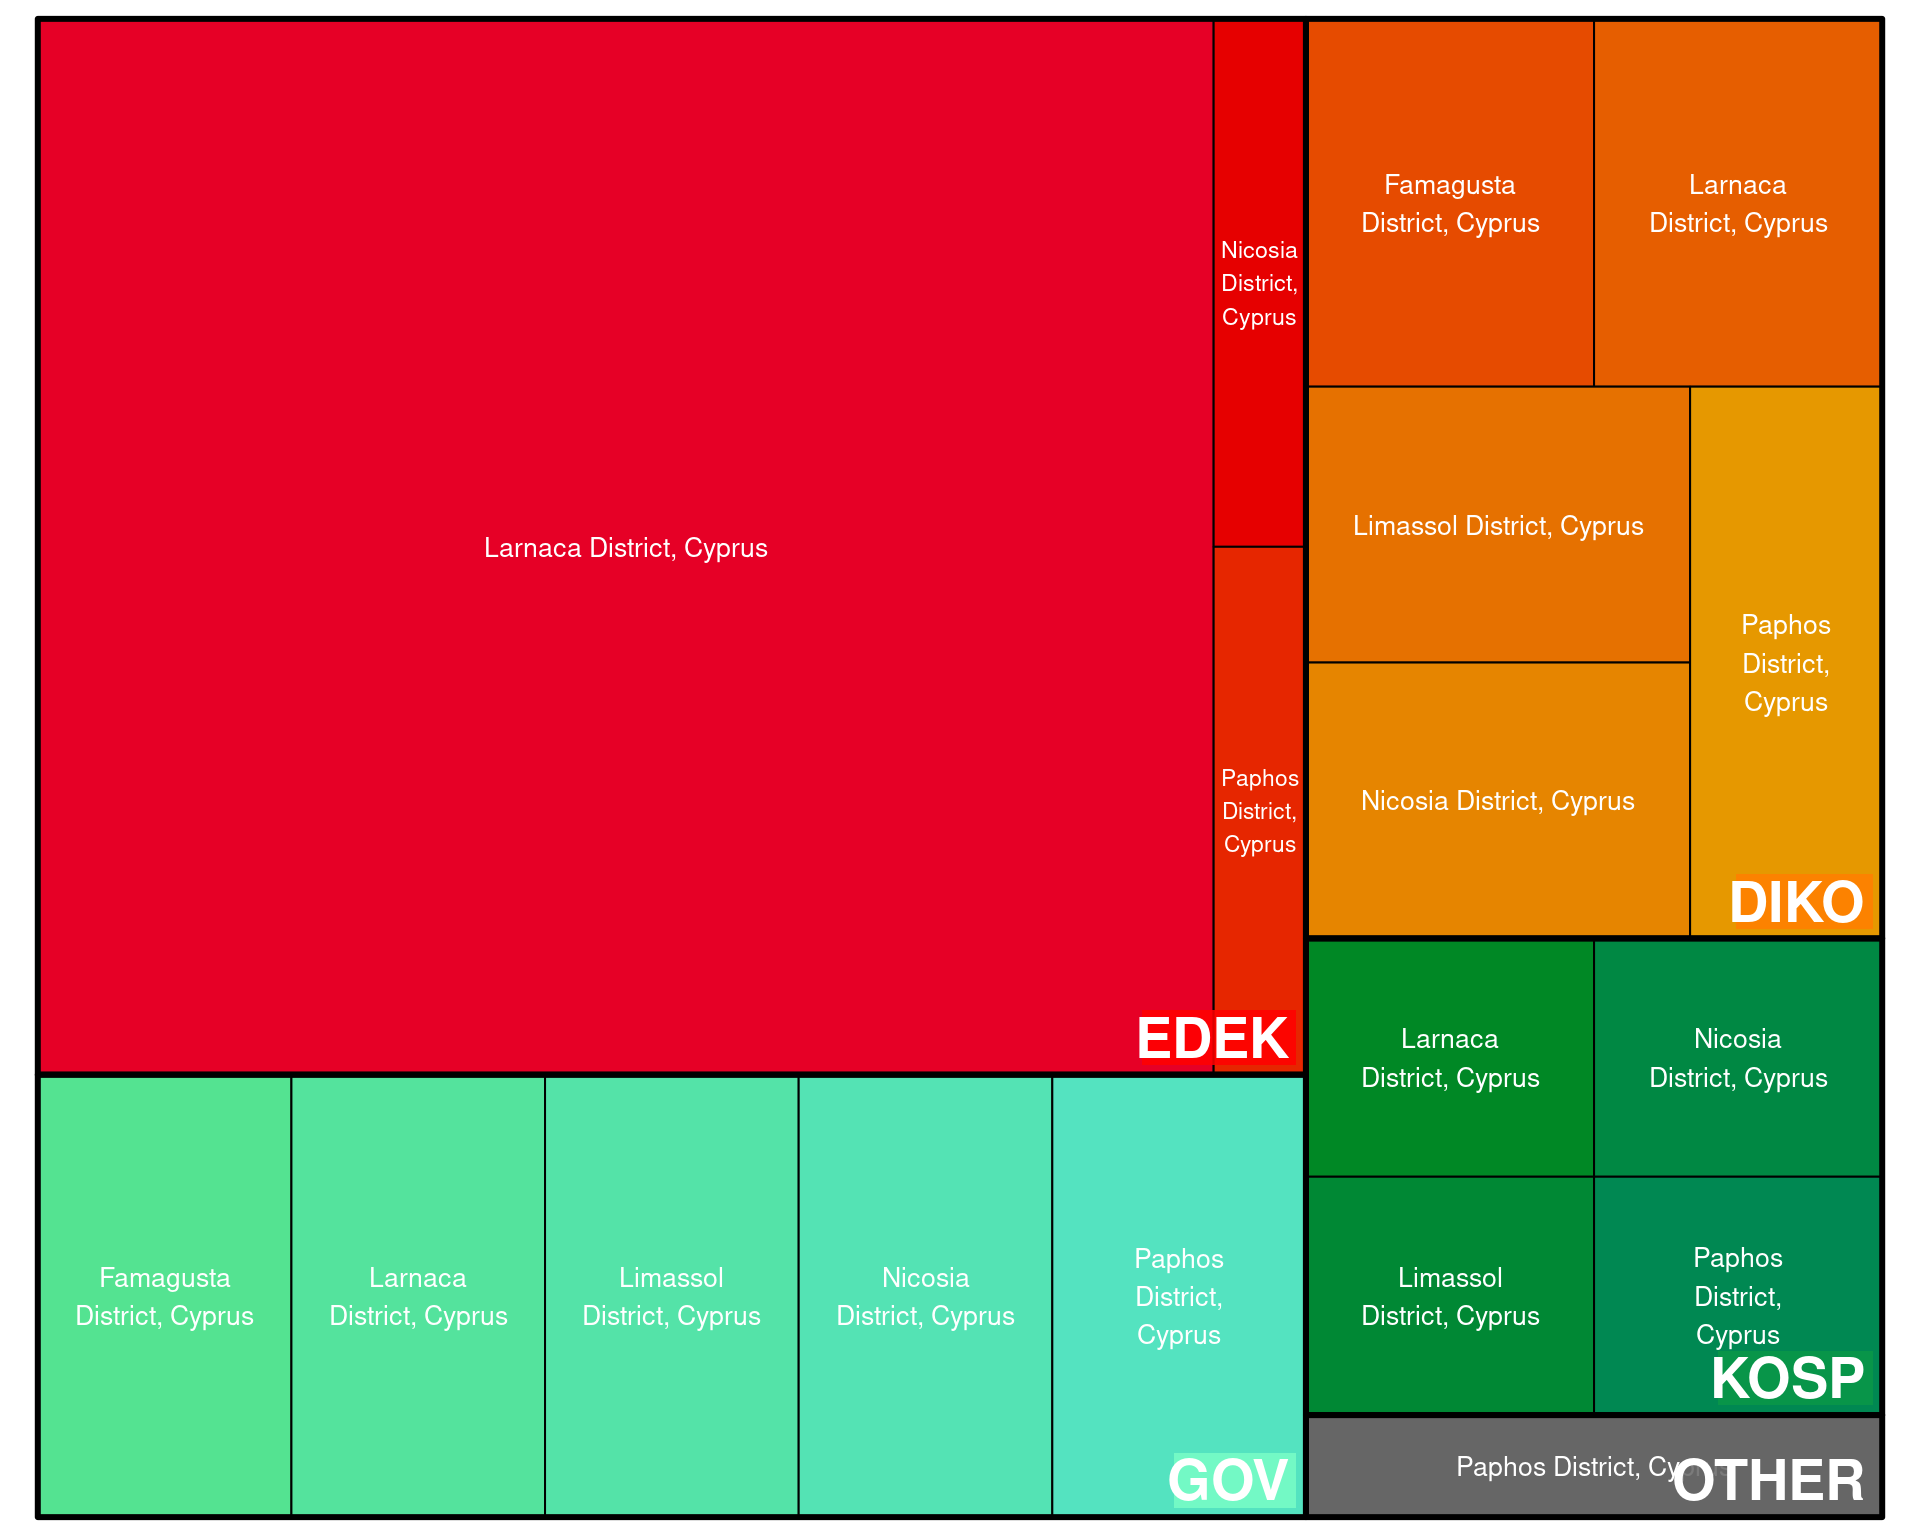 Larnaca District, Cyprus
Nicosia
District,
Cyprus
Paphos
District,
Cyprus
EDEK
Famagusta
District, Cyprus
Larnaca
District, Cyprus
Limassol District, Cyprus
Nicosia District, Cyprus
Paphos
District,
Cyprus
DIKO
Famagusta
District, Cyprus
Larnaca
District, Cyprus
Limassol
District, Cyprus
Nicosia
District, Cyprus
Paphos
District,
Cyprus
GOV
Larnaca
District, Cyprus
Nicosia
District, Cyprus
Limassol
District, Cyprus
Paphos
District,
Cyprus
KOSP
Paphos District, Cyprus
OTHER